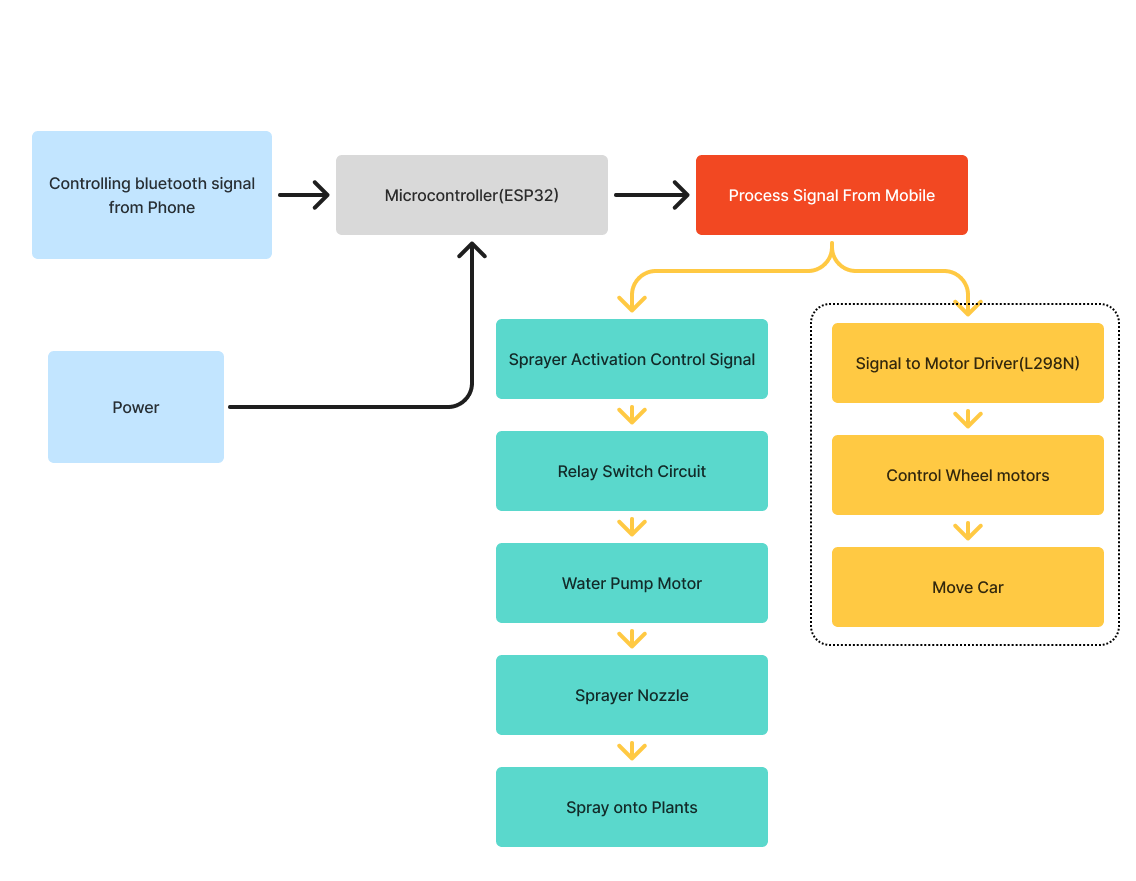 Controlling bluetooth signal
from Phone
Microcontroller(ESP32)
Process Signal From Mobile
Power
Sprayer Activation Control Signal
Relay Switch Circuit
Water Pump Motor
Sprayer Nozzle
Spray onto Plants
Signal to Motor Driver(L298N)
Control Wheel motors
Move Car